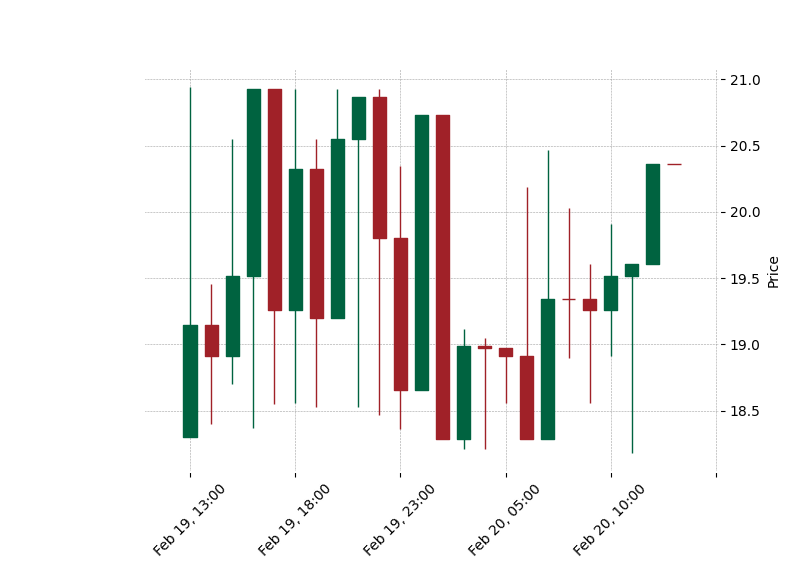 21.0
20.5
20.0
19.5
19.0
18.5
Price
Feb 19, 13:00
Feb 19, 18:00
Feb 19, 23:00
Feb 20, 05:00
Feb 20, 10:00